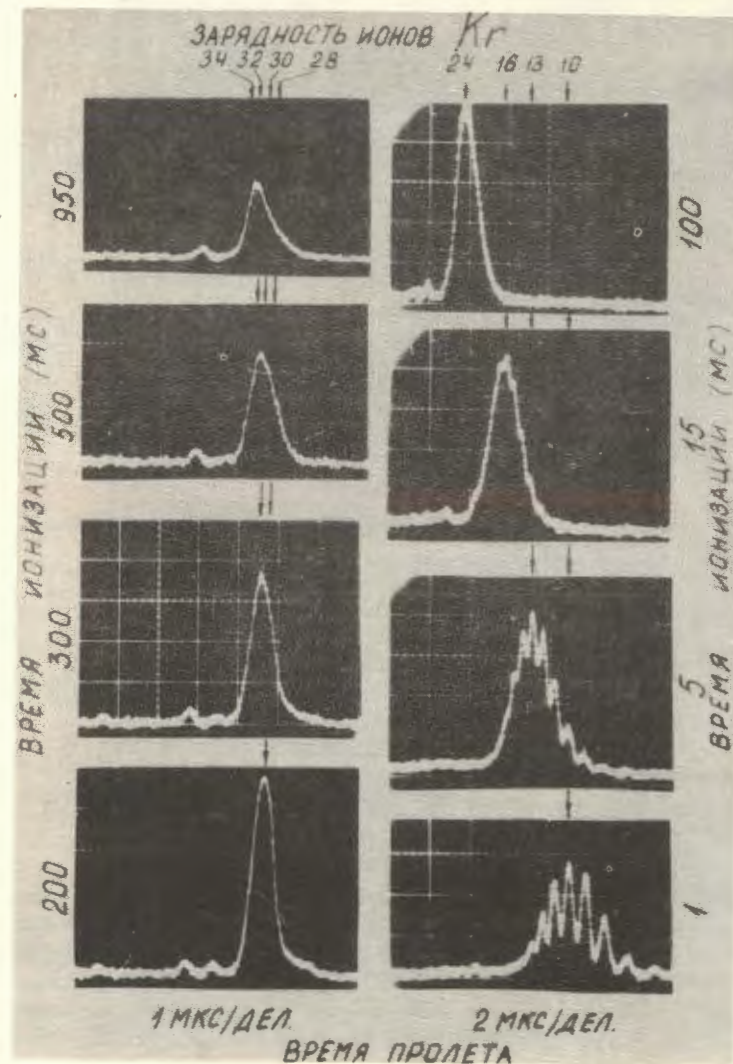 ЗАРЯДНОСТЬ ИОНОВ Kr
34 32 30 28
24 16 13 10
ВРЕМЯ ИОНИЗАЦИИ (МС)
950
500
300
200
100
15
5
1
ВРЕМЯ ИОНИЗАЦИИ (МС)
1 МКС/ДЕЛ.
2 МКС/ДЕЛ.
ВРЕМЯ ПРОЛЕТА